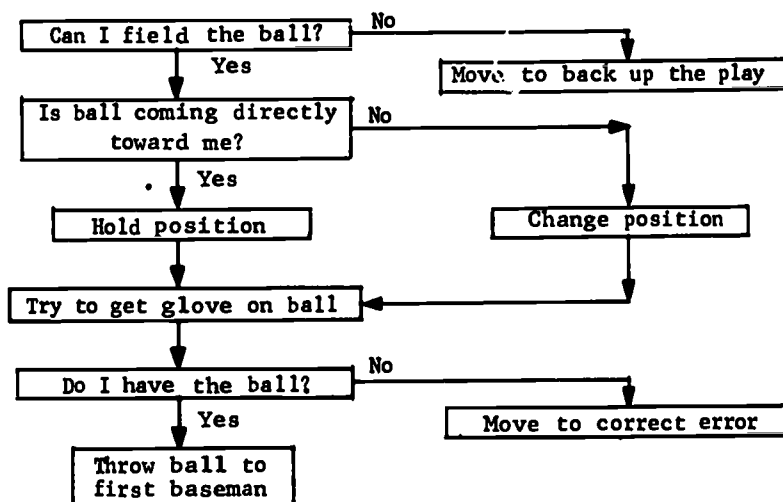 Can I field the ball?
No
Yes
Move to back up the play
Is ball coming directly
toward me?
No
Yes
Hold position
Change position
Try to get glove on ball
Do I have the ball?
No
Yes
Move to correct error
Throw ball to
first baseman